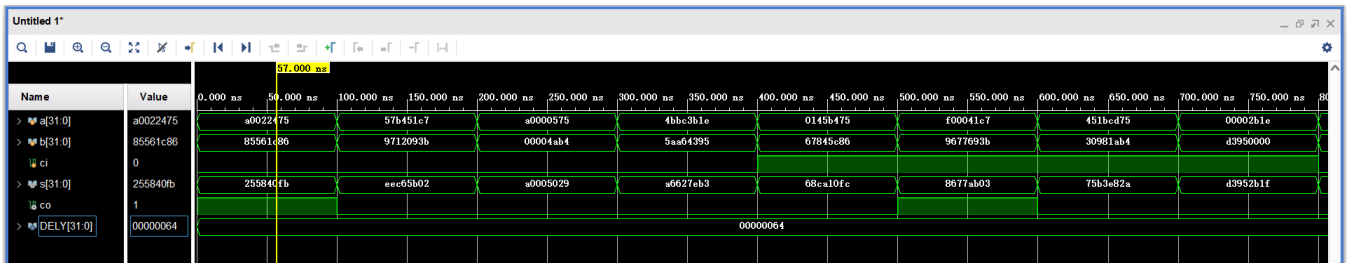 Untitled 1*
57.000 ns
Name Value 0.000 ns 50.000 ns 100.000 ns 150.000 ns 200.000 ns 250.000 ns 300.000 ns 350.000 ns 400.000 ns 450.000 ns 500.000 ns 550.000 ns 600.000 ns 650.000 ns 700.000 ns 750.000 ns 80
a[31:0] a0022475 a0022475 57b451c7 a0000575 4bbc3b1e 0145b475 f00041c7 451bcd75 00002b1e
b[31:0] 85561c86 85561c86 9712093b 00004ab4 5aa64395 67845c86 9677693b 30981ab4 d3950000
ci 0
s[31:0] 255840fb 255840fb eec65b02 a0005029 a6627eb3 68ca10fc 8677ab03 75b3e82a d3952b1f
co 1
DELY[31:0] 00000064 00000064